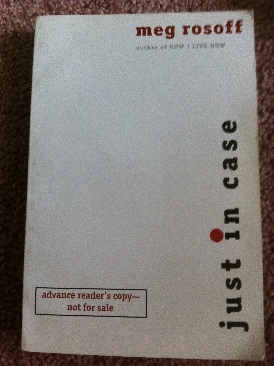 meg rosoff
author of HOW I LIVE NOW
just in case
advance reader's copy—
not for sale